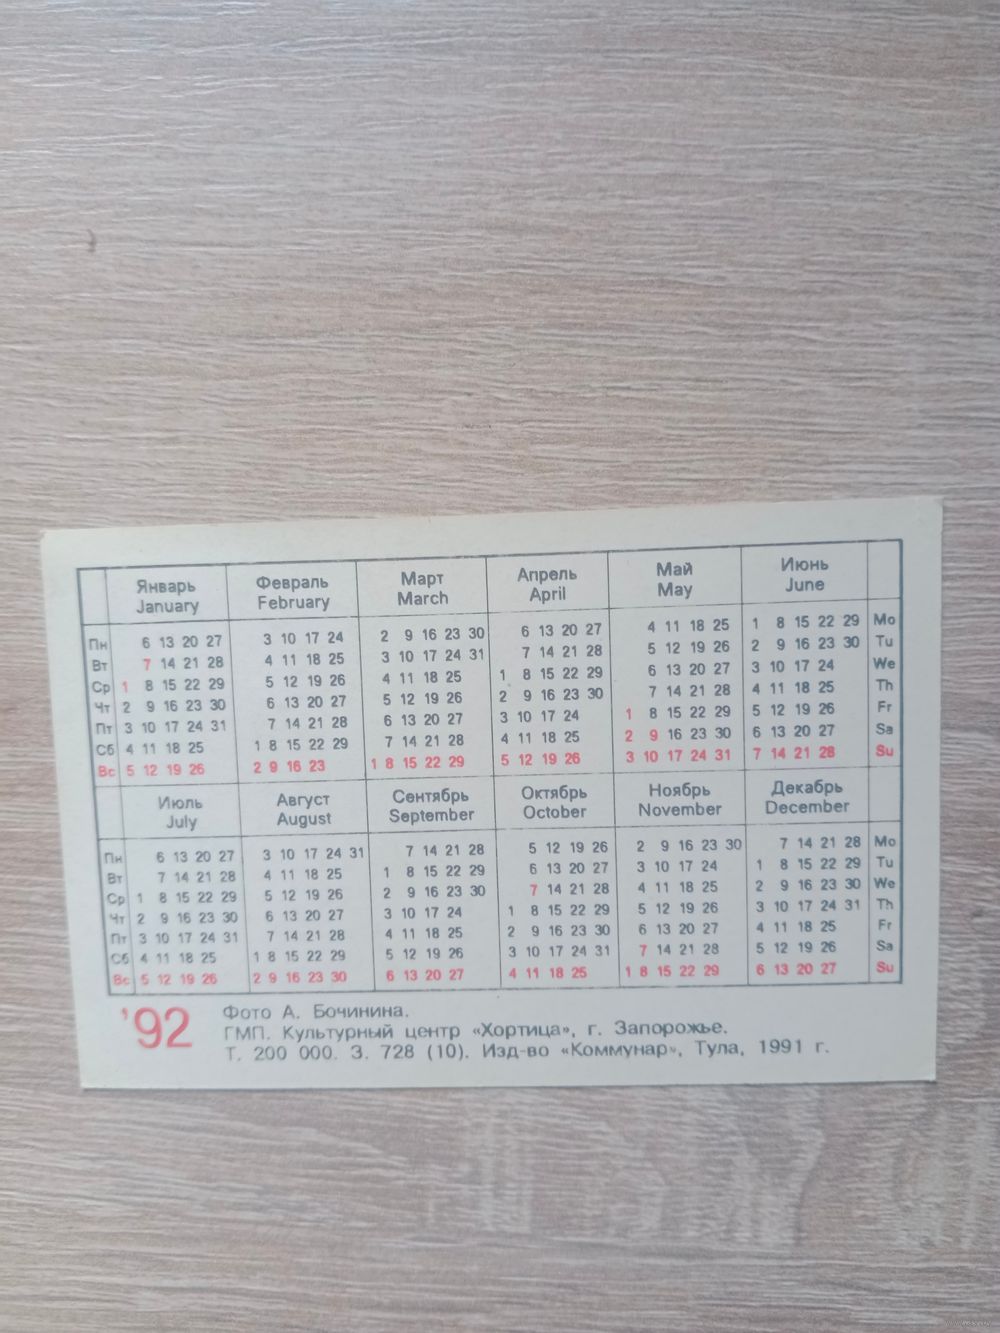 Январь Февраль Март Апрель Май Июнь
January February March April May June
Пн 6 13 20 27 3 10 17 24 2 9 16 23 30 6 13 20 27 4 11 18 25 1 8 15 22 29 Mo
Вт 7 14 21 28 4 11 18 25 3 10 17 24 31 7 14 21 28 5 12 19 26 2 9 16 23 30 Tu
Ср 1 8 15 22 29 5 12 19 26 4 11 18 25 1 8 15 22 29 6 13 20 27 3 10 17 24 We
Чт 2 9 16 23 30 6 13 20 27 5 12 19 26 2 9 16 23 30 7 14 21 28 4 11 18 25 Th
Пт 3 10 17 24 31 7 14 21 28 6 13 20 27 3 10 17 24 1 8 15 22 29 5 12 19 26 Fr
Сб 4 11 18 25 1 8 15 22 29 7 14 21 28 4 11 18 25 2 9 16 23 30 6 13 20 27 Sa
Вс 5 12 19 26 2 9 16 23 1 8 15 22 29 5 12 19 26 3 10 17 24 31 7 14 21 28 Su
Июль Август Сентябрь Октябрь Ноябрь Декабрь
July August September October November December
Пн 6 13 20 27 3 10 17 24 31 7 14 21 28 5 12 19 26 2 9 16 23 30 7 14 21 28 Mo
Вт 7 14 21 28 4 11 18 25 1 8 15 22 29 6 13 20 27 3 10 17 24 1 8 15 22 29 Tu
Ср 1 8 15 22 29 5 12 19 26 2 9 16 23 30 7 14 21 28 4 11 18 25 2 9 16 23 30 We
Чт 2 9 16 23 30 6 13 20 27 3 10 17 24 1 8 15 22 29 5 12 19 26 3 10 17 24 31 Th
Пт 3 10 17 24 31 7 14 21 28 4 11 18 25 2 9 16 23 30 6 13 20 27 4 11 18 25 Fr
Сб 4 11 18 25 1 8 15 22 29 5 12 19 26 3 10 17 24 31 7 14 21 28 5 12 19 26 Sa
Вс 5 12 19 26 2 9 16 23 30 6 13 20 27 4 11 18 25 1 8 15 22 29 6 13 20 27 Su
'92
Фото А. Бочинина.
ГМП. Культурный центр «Хортица», г. Запорожье.
Т. 200 000. З. 728 (10). Изд-во «Коммунар», Тула, 1991 г.